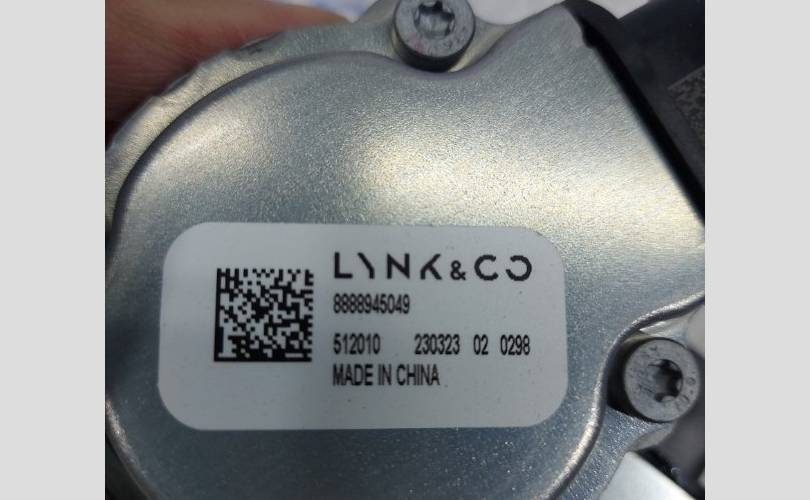 LYNK & CO
8888945049
512010 230323 02 0298
MADE IN CHINA